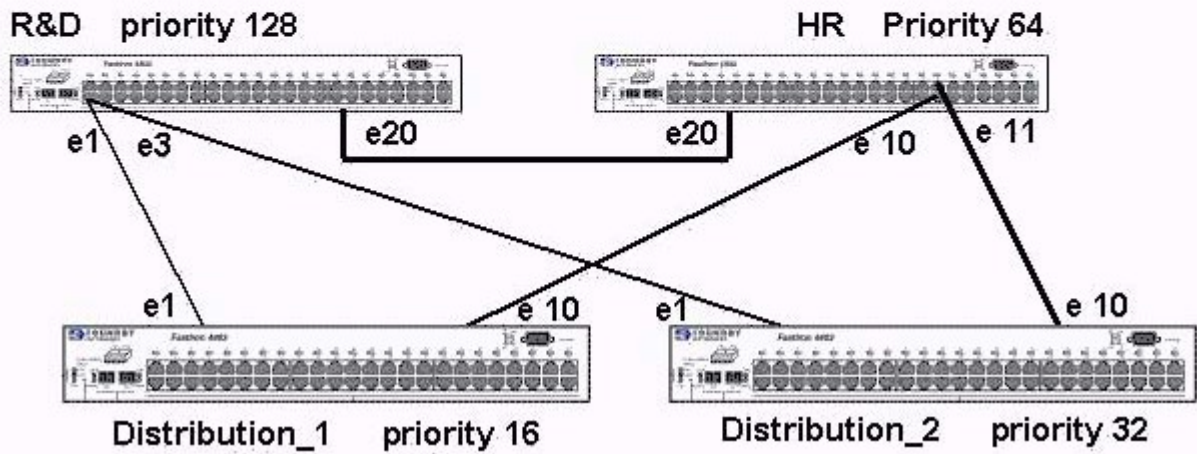 R&D priority 128
HR Priority 64
e1
e3
e20
e20
e 10
e 11
e1
e 10
e1
e 10
Distribution_1 priority 16
Distribution_2 priority 32